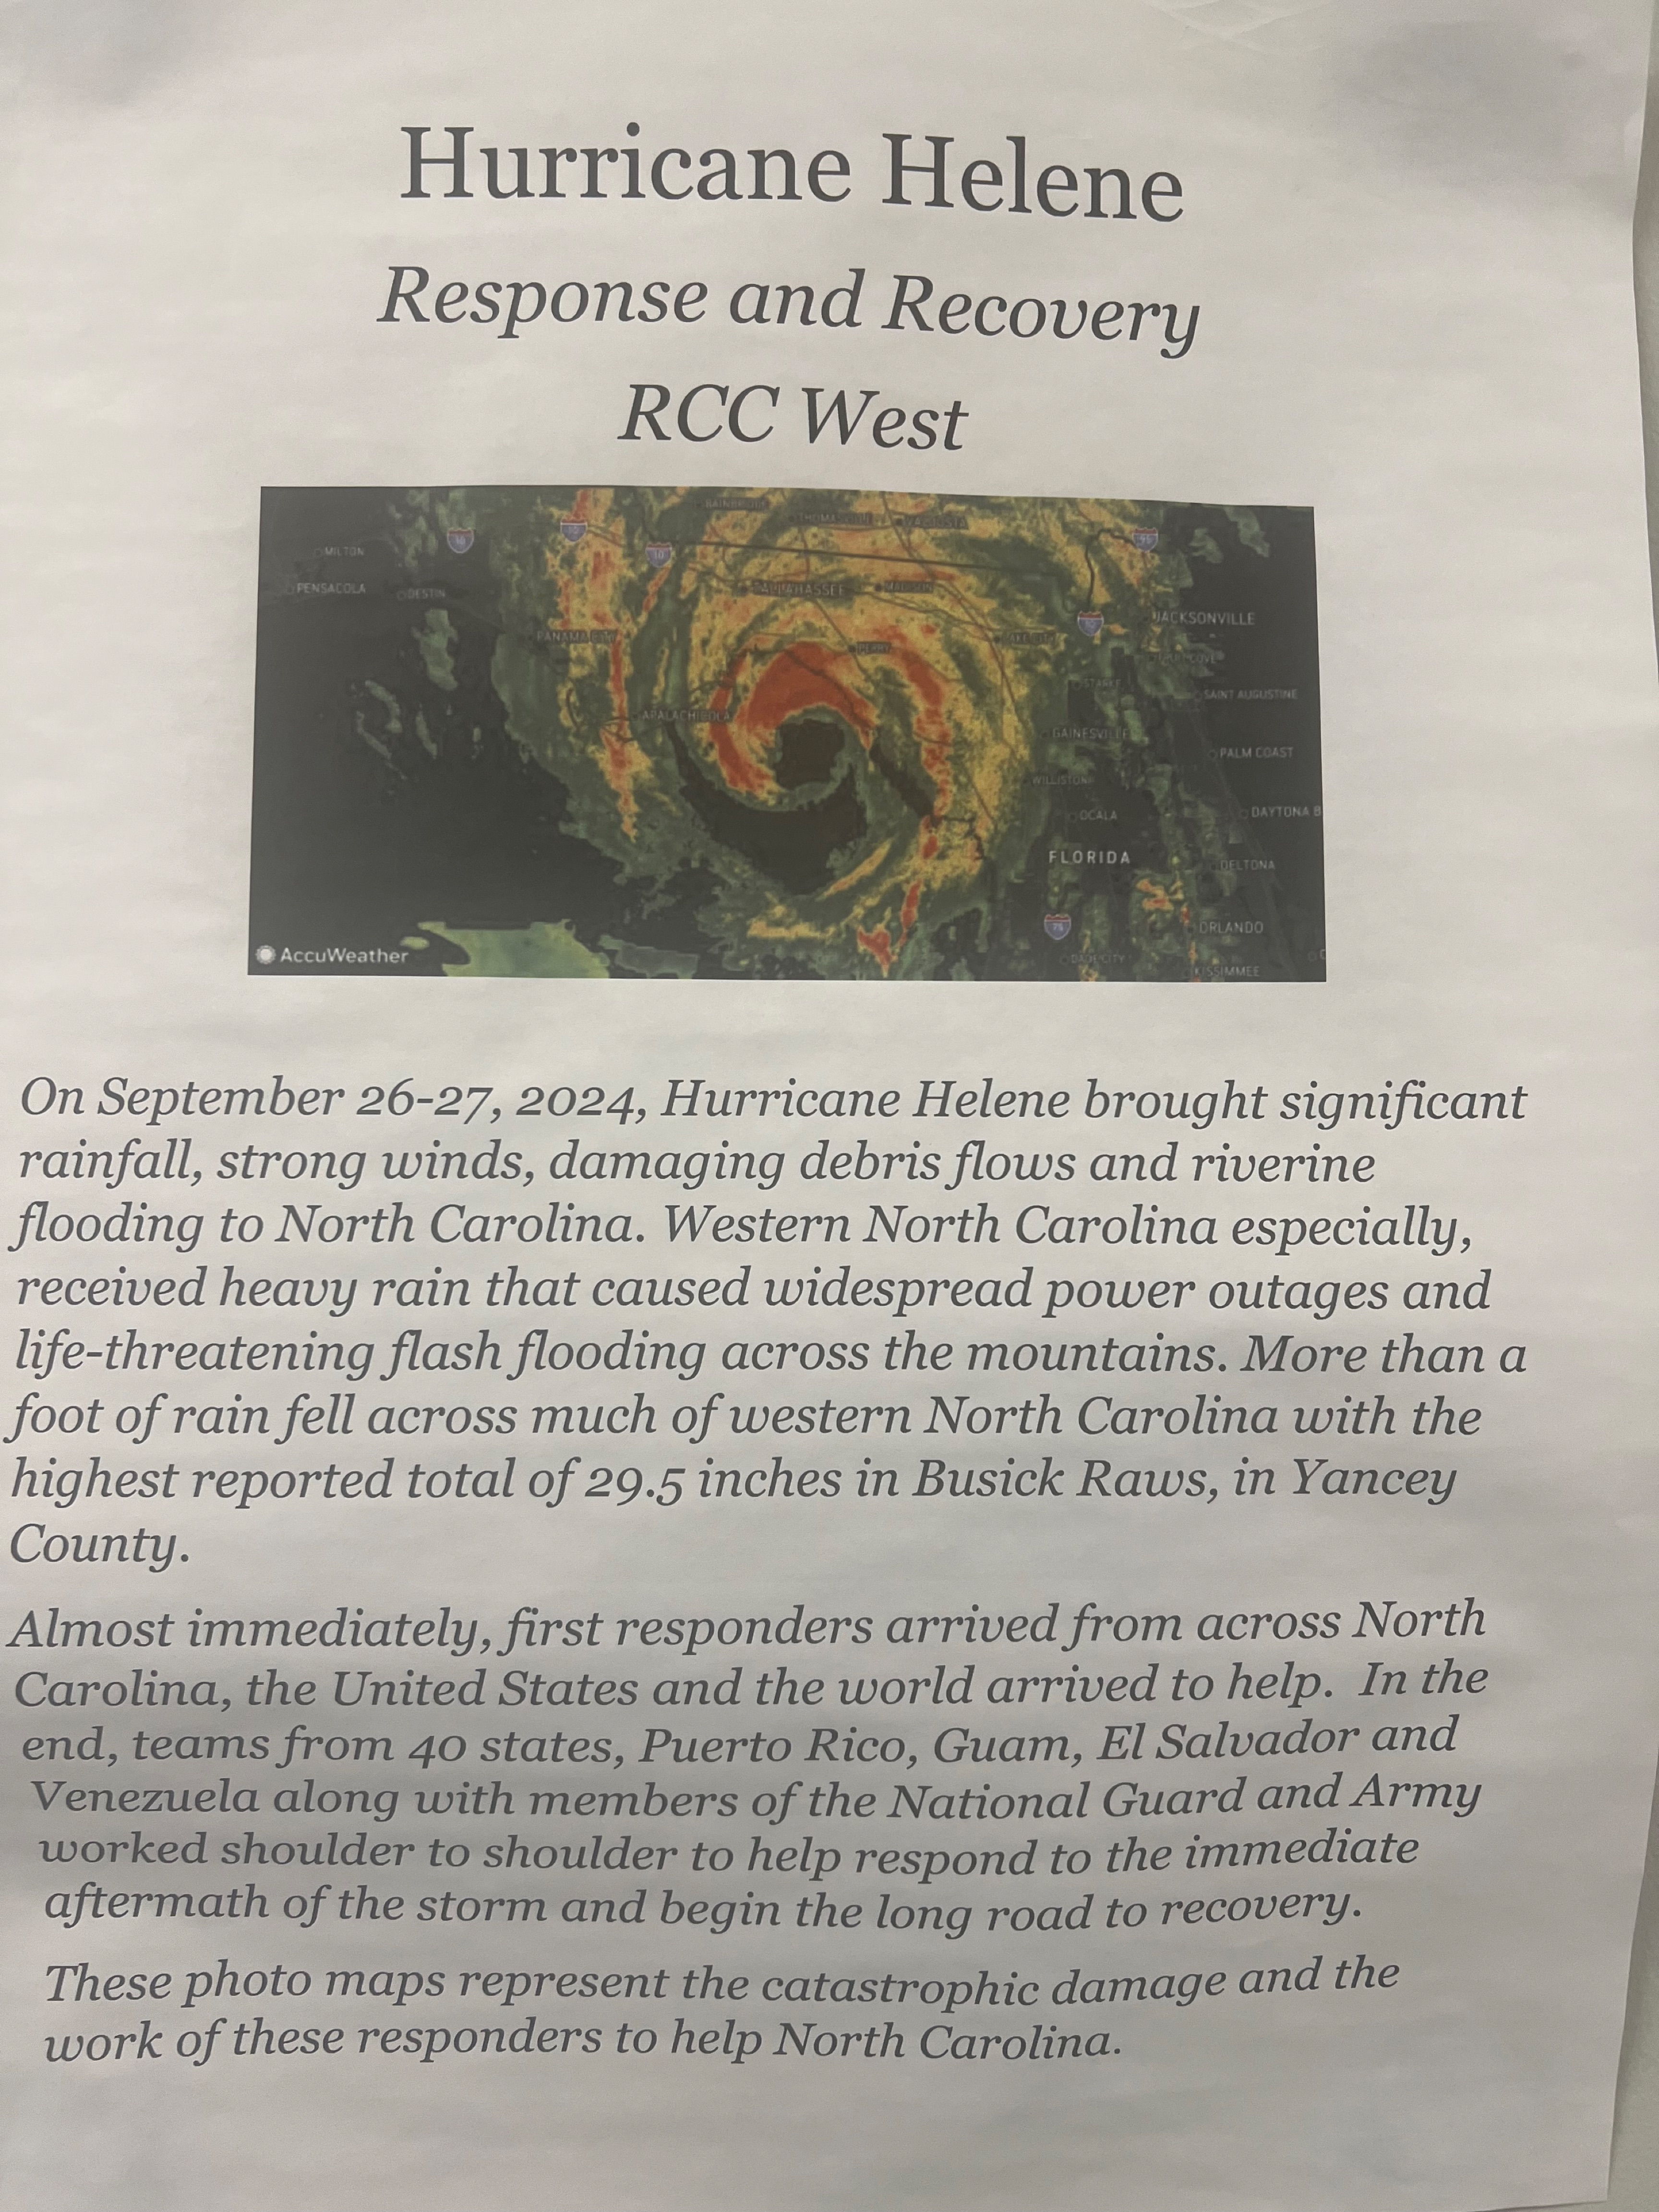 Hurricane Helene
Response and Recovery
RCC West
BAINBRIDGE
THOMASVILLE
VALDOSTA
10
10
10
95
MILTON
PENSACOLA
DESTIN
TALLAHASSEE
MADISON
PANAMA CITY
PERRY
LAKE CITY
10
JACKSONVILLE
STARKE
SAINT AUGUSTINE
APALACHICOLA
GAINESVILLE
PALM COAST
WILLISTON
OCALA
DAYTONA B
FLORIDA
DELTONA
75
ORLANDO
DADE CITY
KISSIMMEE
AccuWeather
On September 26-27, 2024, Hurricane Helene brought significant
rainfall, strong winds, damaging debris flows and riverine
flooding to North Carolina. Western North Carolina especially,
received heavy rain that caused widespread power outages and
life-threatening flash flooding across the mountains. More than a
foot of rain fell across much of western North Carolina with the
highest reported total of 29.5 inches in Busick Raws, in Yancey
County.
Almost immediately, first responders arrived from across North
Carolina, the United States and the world arrived to help.  In the
end, teams from 40 states, Puerto Rico, Guam, El Salvador and
Venezuela along with members of the National Guard and Army
worked shoulder to shoulder to help respond to the immediate
aftermath of the storm and begin the long road to recovery.
These photo maps represent the catastrophic damage and the
work of these responders to help North Carolina.